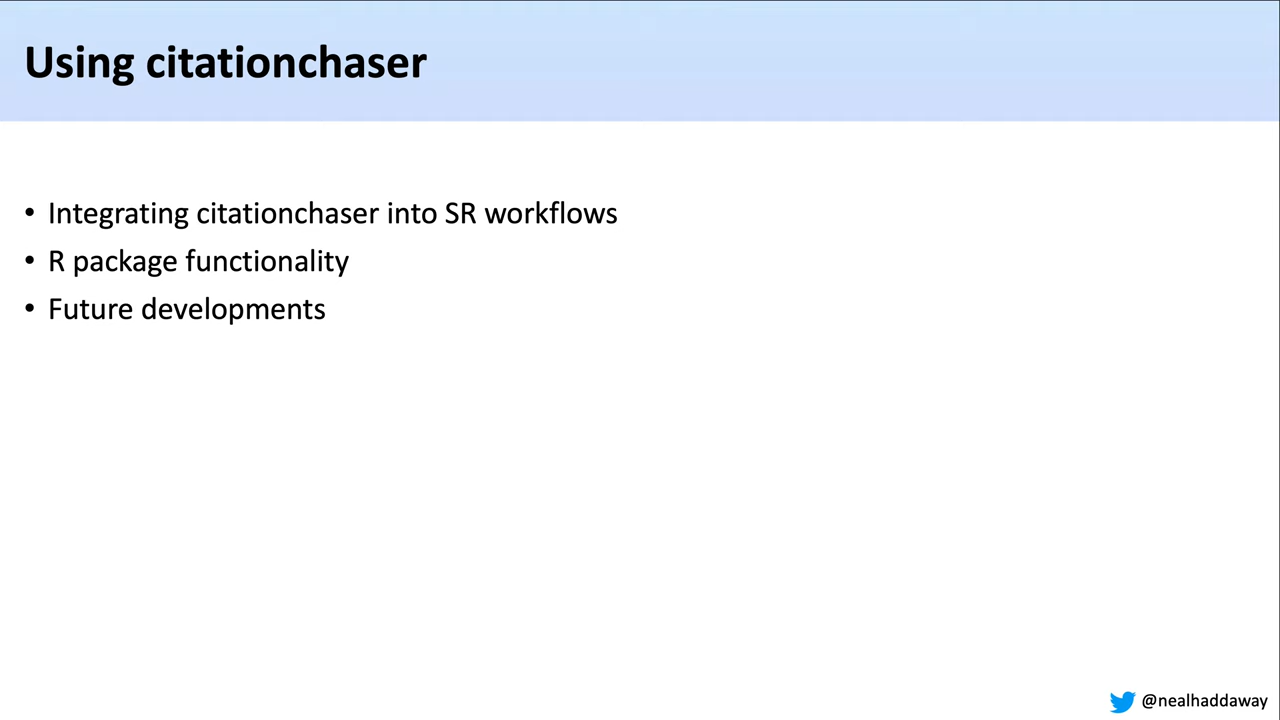 Using citationchaser
• Integrating citationchaser into SR workflows
• R package functionality
• Future developments
@nealhaddaway